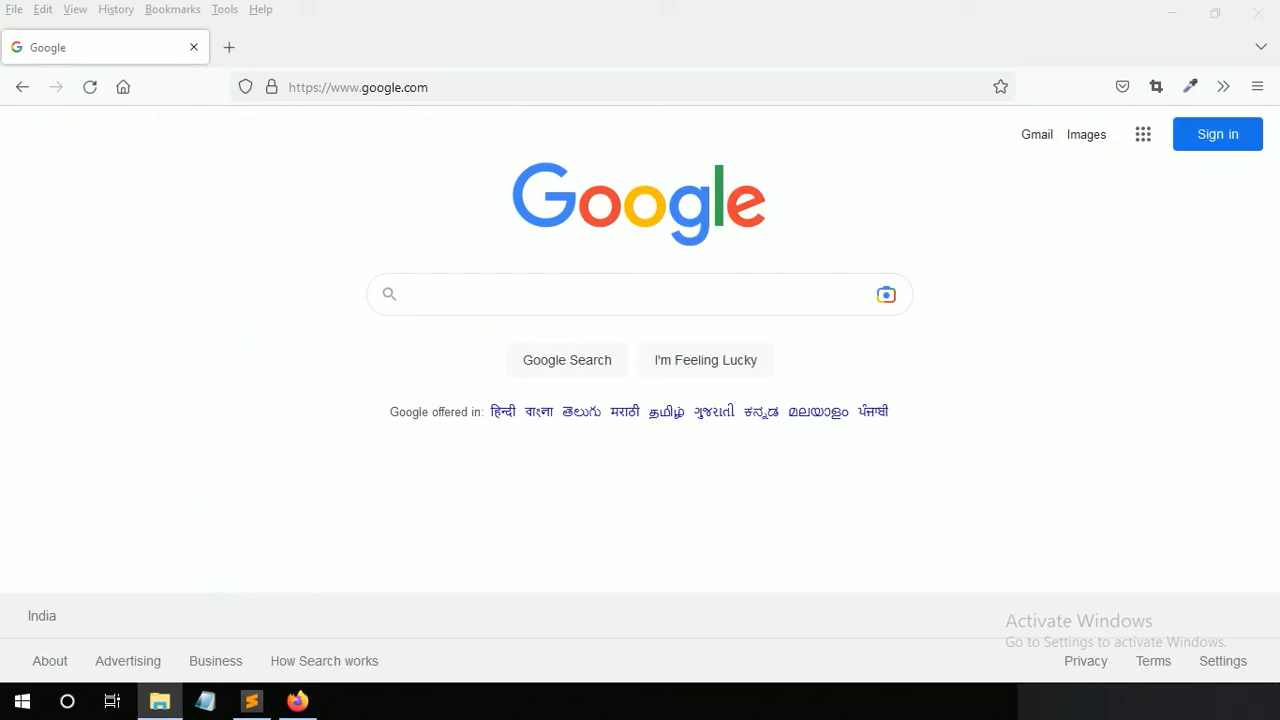 File Edit View History Bookmarks Tools Help
Google
https://www.google.com
Gmail Images Sign in
Google
Google Search I'm Feeling Lucky
Google offered in: हिन्दी বাংলা తెలుగు मराठी தமிழ் ગુજરાતી ಕನ್ನಡ മലയാളം ਪੰਜਾਬੀ
India
Activate Windows
Go to Settings to activate Windows.
About Advertising Business How Search works Privacy Terms Settings